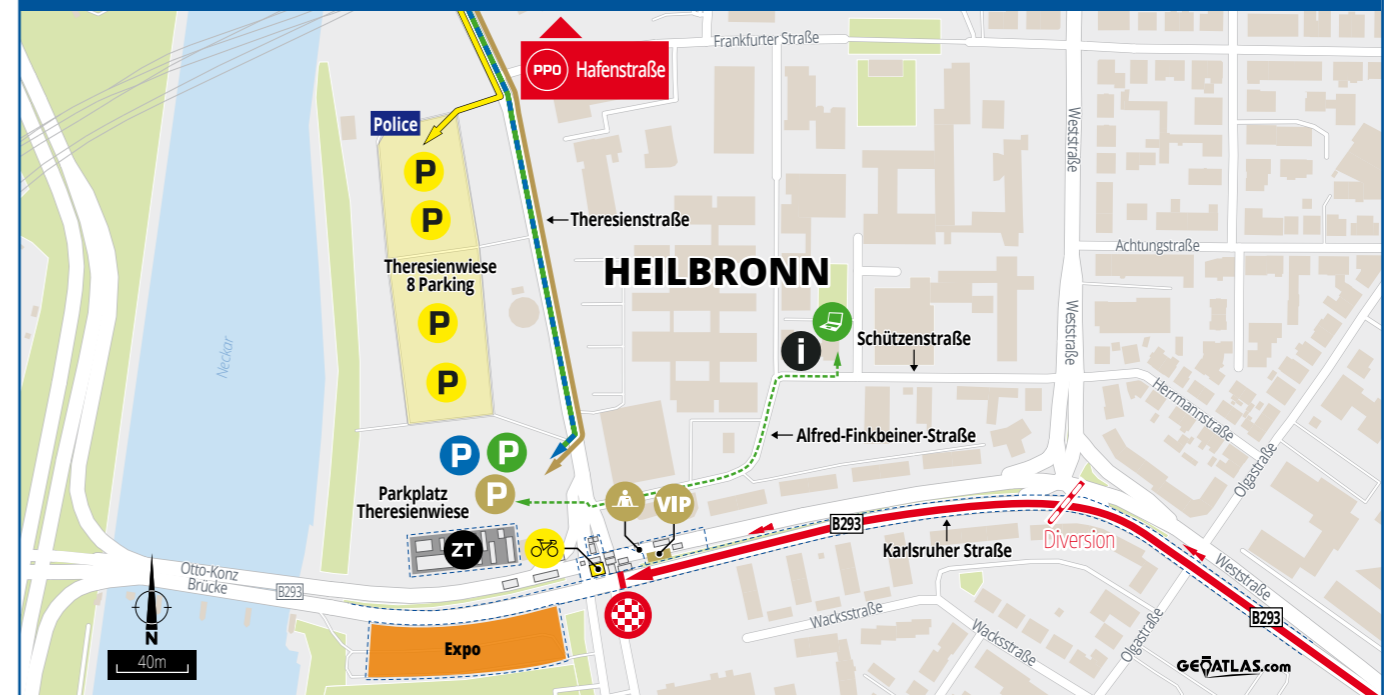 PPO Hafenstraße
Frankfurter Straße
Police
P
P
Weststraße
Theresienstraße
Achtungstraße
Theresienwiese
8 Parking
HEILBRONN
P
P
Neckar
i
Schützenstraße
Weststraße
Herrmannstraße
Alfred-Finkbeiner-Straße
Olgastraße
P
P
P
Parkplatz
Theresienwiese
VIP
B293
Karlsruher Straße
Diversion
ZT
Otto-Konz
Brücke
B293
Weststraße
Wacksstraße
Wacksstraße
Olgastraße
B293
N
40m
Expo
GEOATLAS.com